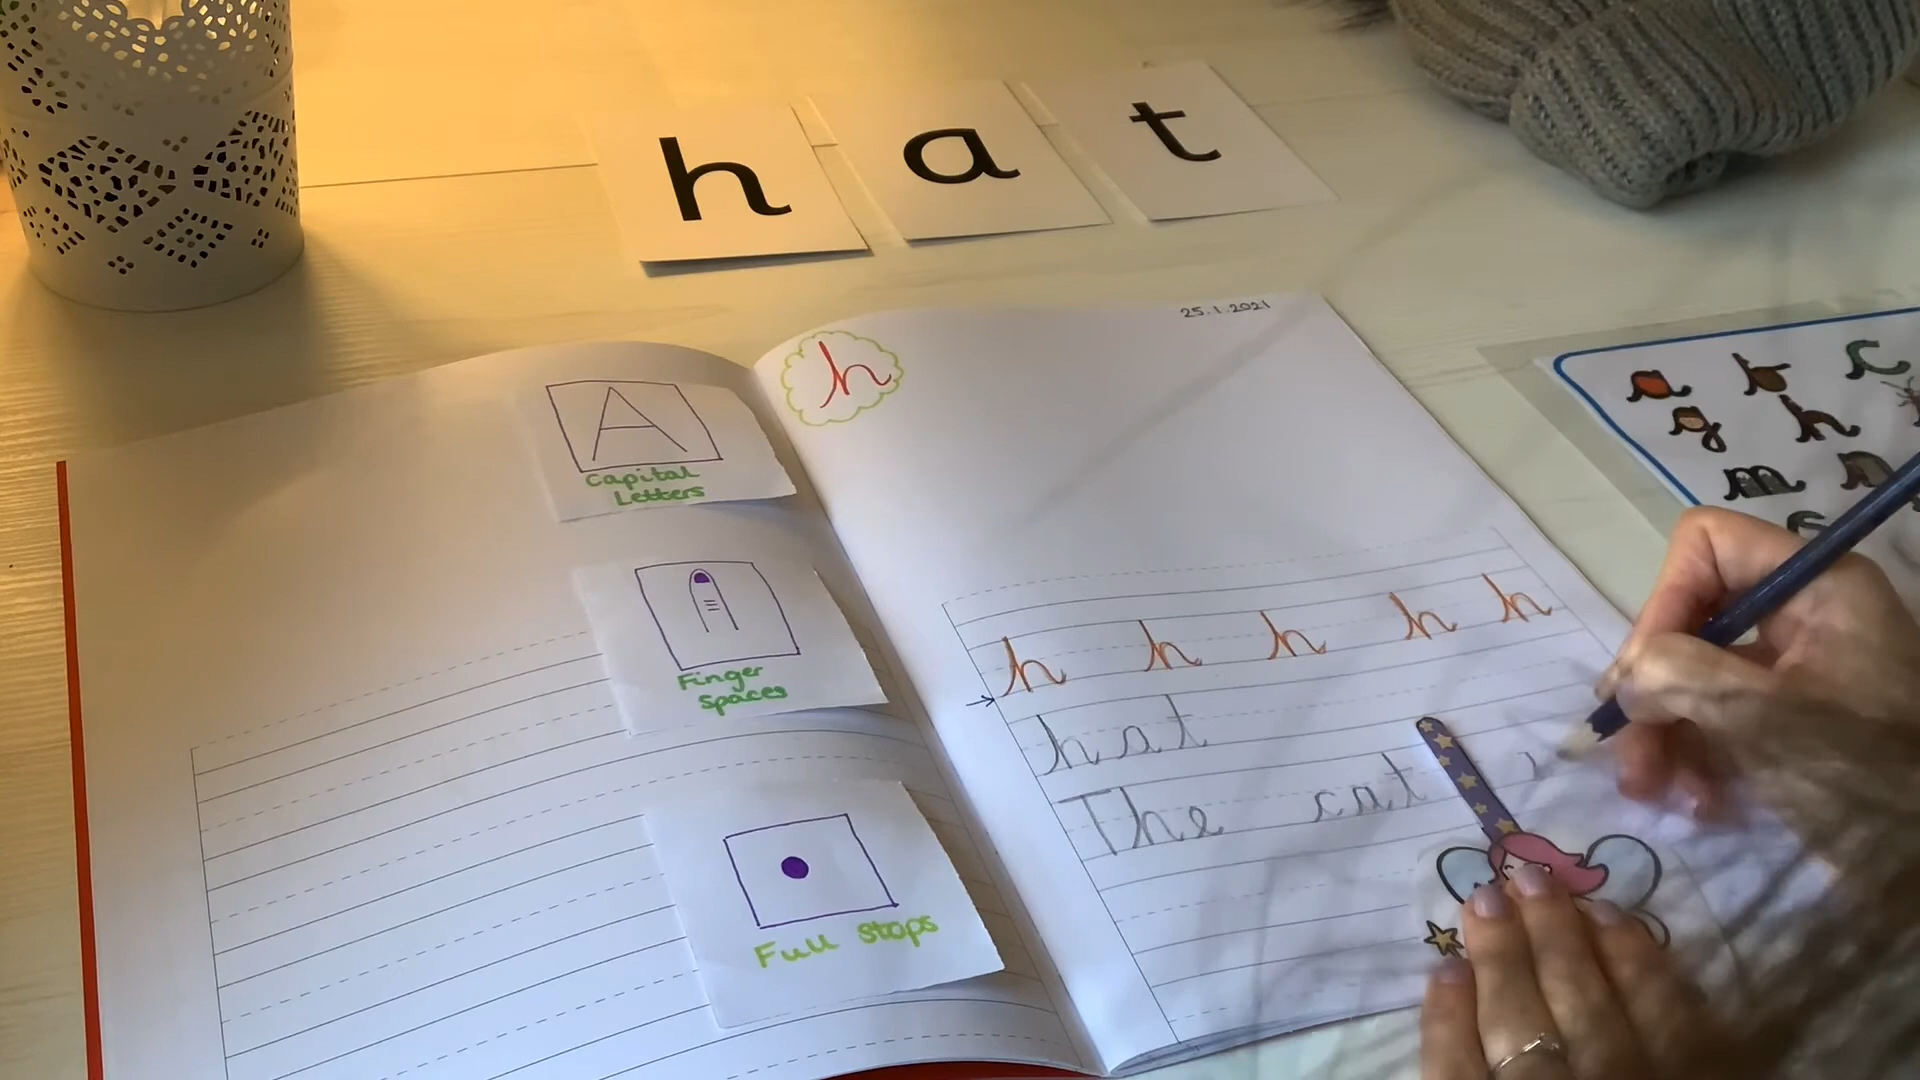 h a t
25.1.2021
h
A
Capital
Letters
a b c
g h
m n
Finger
Spaces
h h h h h
hat
The cat
Full stops